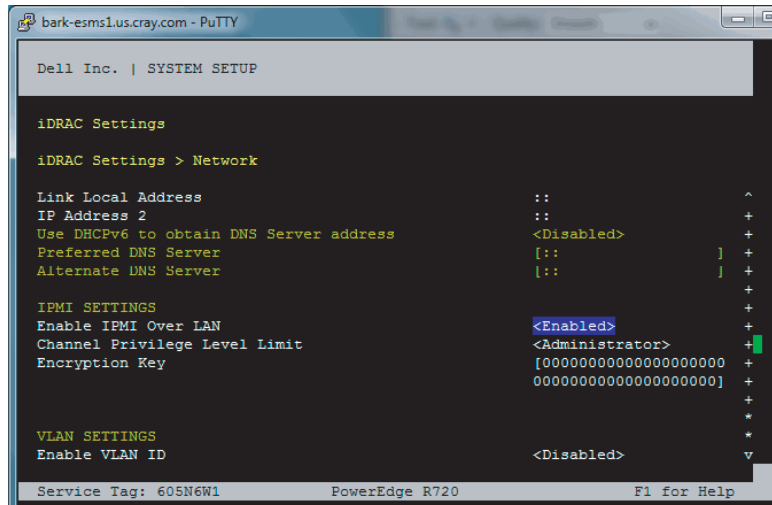 bark-esms1.us.cray.com - PuTTY
Dell Inc. | SYSTEM SETUP
iDRAC Settings
iDRAC Settings > Network
Link Local Address :: ^
IP Address 2 :: +
Use DHCPv6 to obtain DNS Server address <Disabled> +
Preferred DNS Server [:: ] +
Alternate DNS Server [:: ] +
+
IPMI SETTINGS +
Enable IPMI Over LAN <Enabled> +
Channel Privilege Level Limit <Administrator> +
Encryption Key [00000000000000000000 +
00000000000000000000] +
+
*
VLAN SETTINGS *
Enable VLAN ID <Disabled> v
Service Tag: 605N6W1 PowerEdge R720 F1 for Help